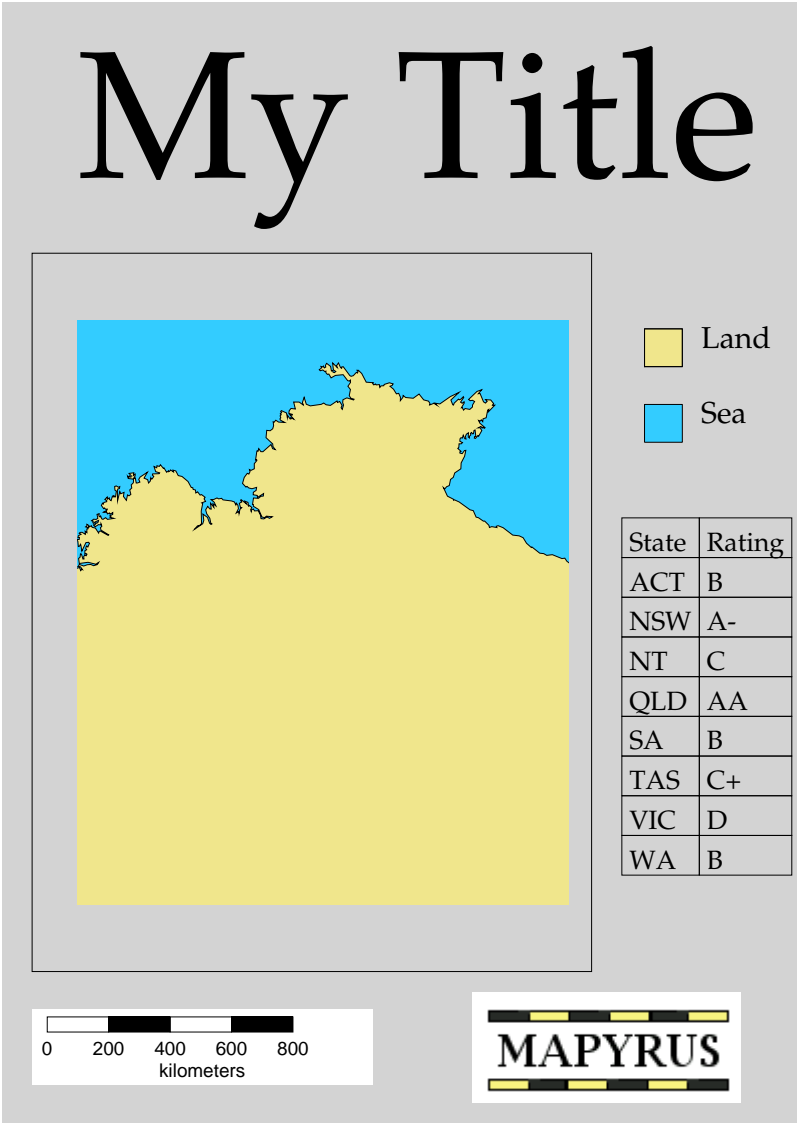 My Title
Land
Sea
State Rating
ACT B
NSW A-
NT C
QLD AA
SA B
TAS C+
VIC D
WA B
0 200 400 600 800
kilometers
MAPYRUS